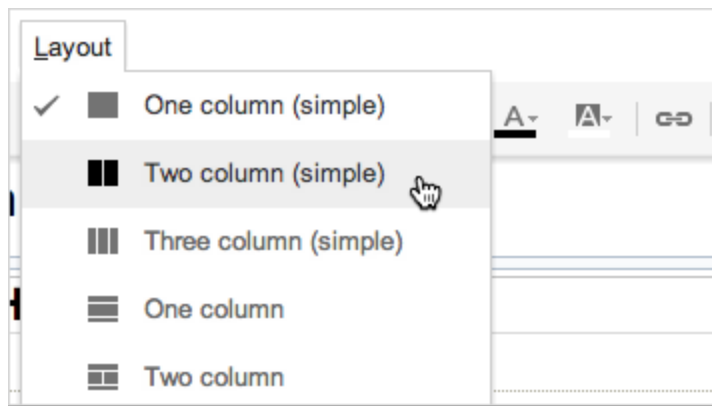 Layout
One column (simple)
A
A
Two column (simple)
Three column (simple)
One column
Two column